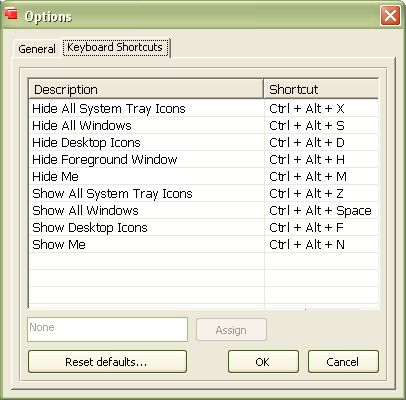 Options
General Keyboard Shortcuts
Description Shortcut
Hide All System Tray Icons Ctrl + Alt + X
Hide All Windows Ctrl + Alt + S
Hide Desktop Icons Ctrl + Alt + D
Hide Foreground Window Ctrl + Alt + H
Hide Me Ctrl + Alt + M
Show All System Tray Icons Ctrl + Alt + Z
Show All Windows Ctrl + Alt + Space
Show Desktop Icons Ctrl + Alt + F
Show Me Ctrl + Alt + N
None Assign
Reset defaults... OK Cancel